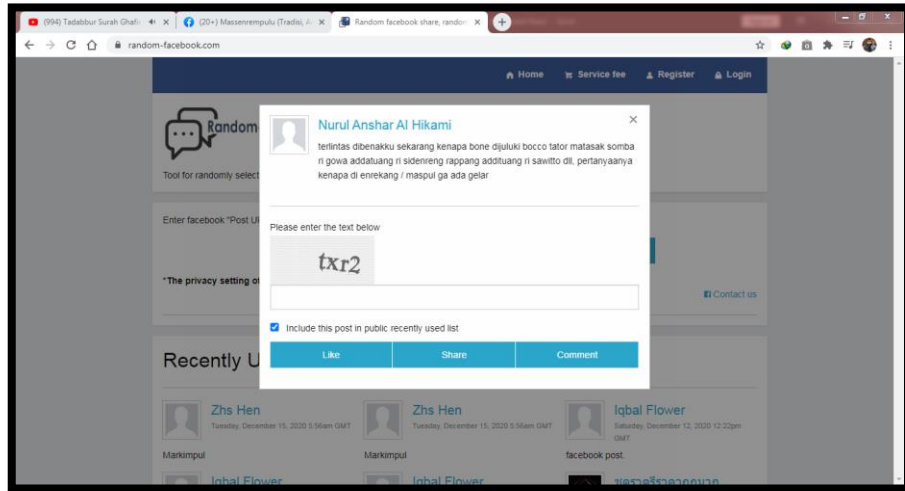 (994) Tadabbur Surah Ghafir
(20+) Massenrempulu (Tradisi, A
Random facebook share, random
random-facebook.com
Home Service fee Register Login
Random
Tool for randomly select
Nurul Anshar Al Hikami
terlintas dibenakku sekarang kenapa bone dijuluki bocco tator matasak somba
ri gowa addatuang ri sidenreng rappang addituang ri sawitto dll, pertanyaanya
kenapa di enrekang / maspul ga ada gelar
Enter facebook "Post U
Please enter the text below
txr2
*The privacy setting of
Contact us
Include this post in public recently used list
Like Share Comment
Recently U
Zhs Hen Zhs Hen Iqbal Flower
Tuesday, December 15, 2020 5:56am GMT Tuesday, December 15, 2020 5:56am GMT Saturday, December 12, 2020 12:22pm
GMT
Markimpul Markimpul facebook post.
Iqbal Flower Iqbal Flower